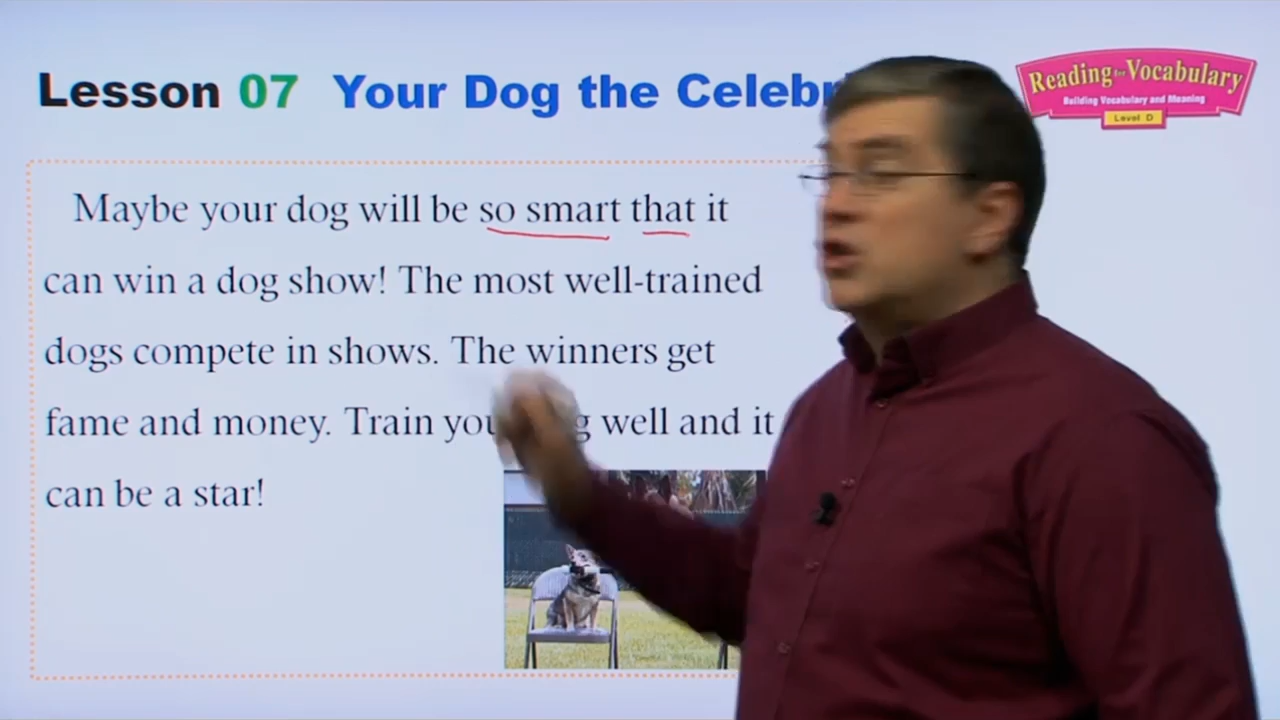 Lesson 07 Your Dog the
Reading for Vocabulary
Building Vocabulary and Meaning
Level D
Maybe your dog will be so smart that it
can win a dog show! The most well-trained
dogs compete in shows. The winners get
fame and money. Train well and it
can be a star!